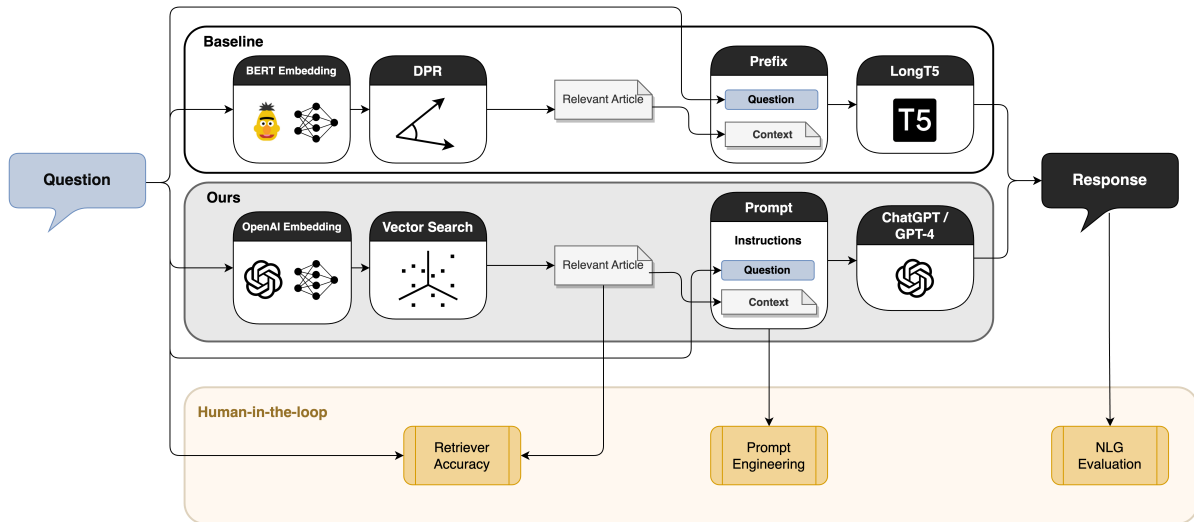 Baseline
BERT Embedding
DPR
Relevant Article
Prefix
Question
Context
LongT5
T5
Question
Response
Ours
OpenAI Embedding
Vector Search
Relevant Article
Prompt
Instructions
Question
Context
ChatGPT /
GPT-4
Human-in-the-loop
Retriever
Accuracy
Prompt
Engineering
NLG
Evaluation